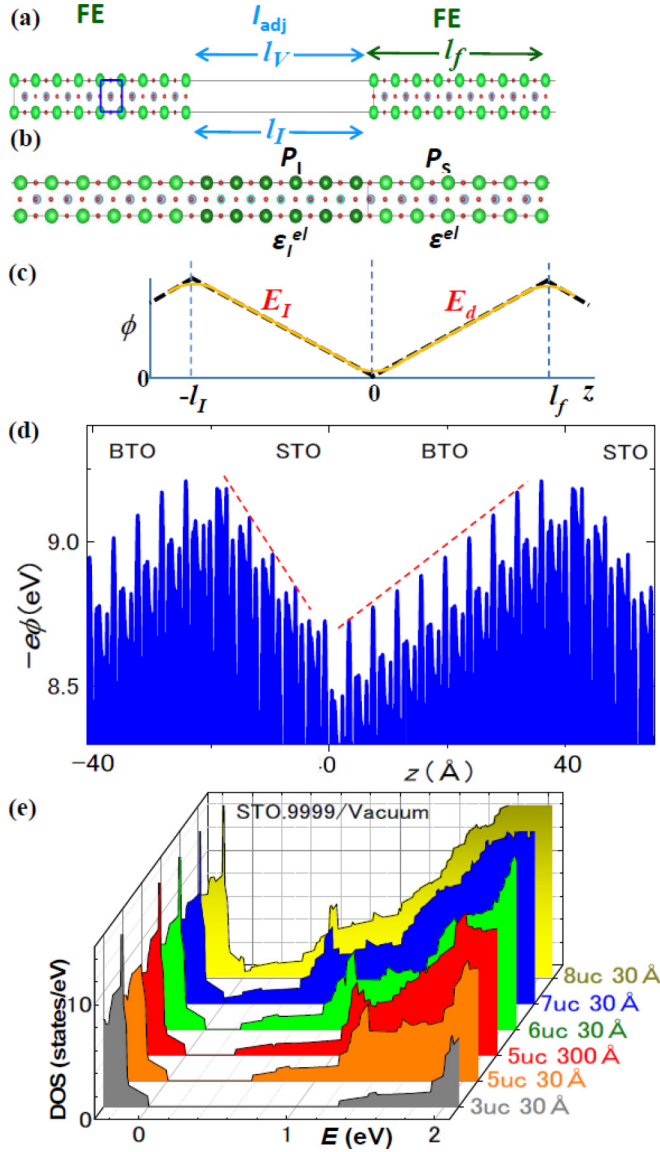 (a) FE I_adj FE
l_V l_f
l_I
(b) P_I P_s
ε_I^el ε^el
(c) E_I E_d
ϕ
0
-l_I 0 l_f z
(d) BTO STO BTO STO
9.0
8.5
−eϕ(eV)
−40 0 40
z(Å)
(e) STO.9999/Vacuum
DOS (states/eV)
10
0
8uc 30 Å
7uc 30 Å
6uc 30 Å
5uc 300 Å
5uc 30 Å
3uc 30 Å
0 1 2
E (eV)